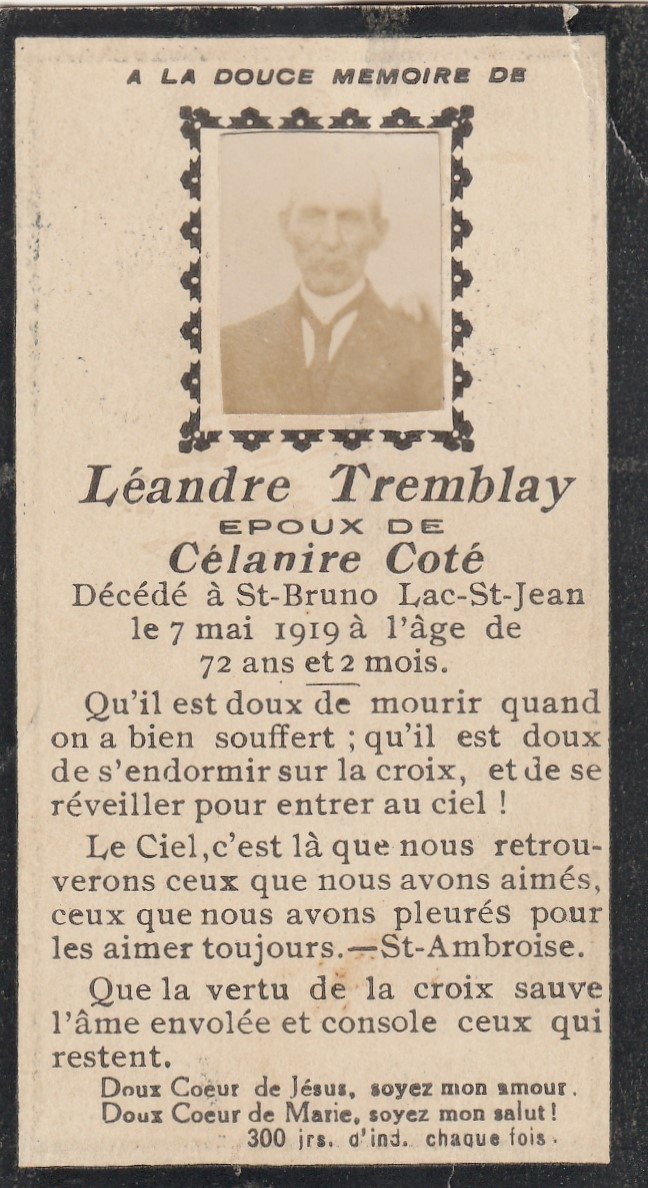 A LA DOUCE MEMOIRE DE
Léandre Tremblay
EPOUX DE
Célanire Coté
Décédé à St-Bruno Lac-St-Jean
le 7 mai 1919 à l'âge de
72 ans et 2 mois.
Qu'il est doux de mourir quand
on a bien souffert ; qu'il est doux
de s'endormir sur la croix, et de se
réveiller pour entrer au ciel !
Le Ciel, c'est là que nous retrou-
verons ceux que nous avons aimés,
ceux que nous avons pleurés pour
les aimer toujours.—St-Ambroise.
Que la vertu de la croix sauve
l'âme envolée et console ceux qui
restent.
Doux Coeur de Jésus, soyez mon amour.
Doux Coeur de Marie, soyez mon salut!
300 jrs. d'ind. chaque fois.